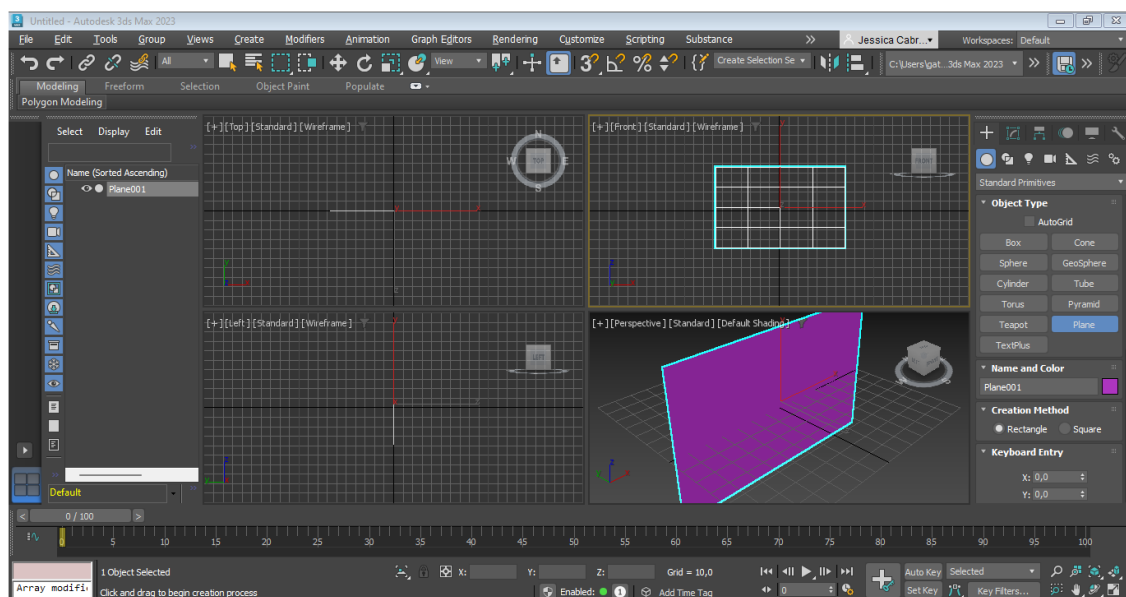 Untitled - Autodesk 3ds Max 2023
File Edit Tools Group Views Create Modifiers Animation Graph Editors Rendering Customize Scripting Substance Jessica Cabr... Workspaces: Default
All View Create Selection Se C:\Users\gat...3ds Max 2023
Modeling Freeform Selection Object Paint Populate
Polygon Modeling
Select Display Edit
Name (Sorted Ascending)
Plane001
Default
[+] [Top] [Standard] [Wireframe]
N
W TOP E
S
[+] [Front] [Standard] [Wireframe]
FRONT
[+] [Left] [Standard] [Wireframe]
LEFT
[+] [Perspective] [Standard] [Default Shading]
Standard Primitives
Object Type
AutoGrid
Box Cone
Sphere GeoSphere
Cylinder Tube
Torus Pyramid
Teapot Plane
TextPlus
Name and Color
Plane001
Creation Method
Rectangle Square
Keyboard Entry
X: 0,0
Y: 0,0
< 0 / 100 >
0 5 10 15 20 25 30 35 40 45 50 55 60 65 70 75 80 85 90 95 100
1 Object Selected X: Y: Z: Grid = 10,0 Auto Key Selected
Array modifi Click and drag to begin creation process Enabled: 1 Add Time Tag 0 Set Key Key Filters...